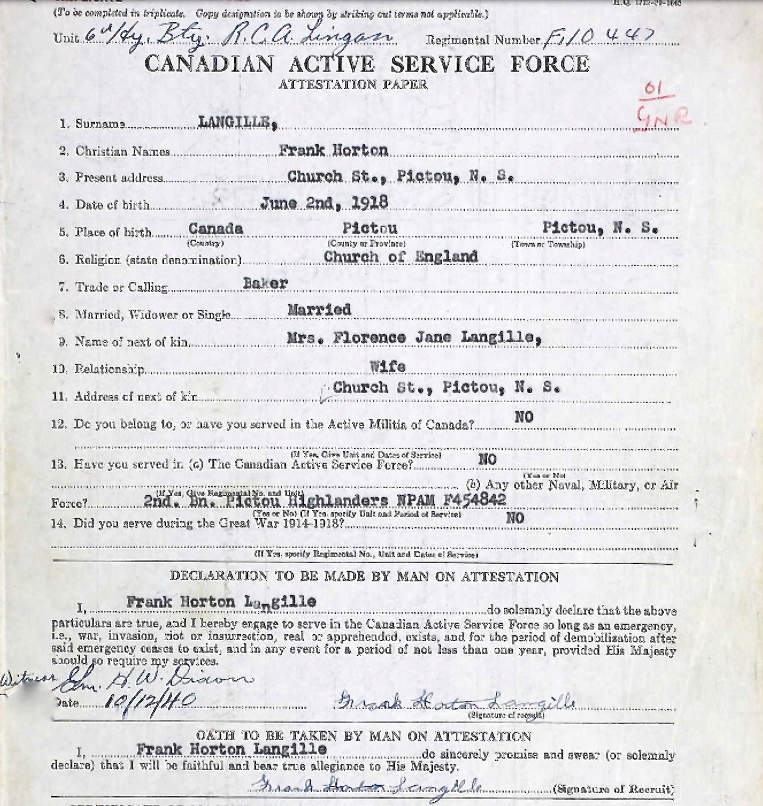 (To be completed in triplicate. Copy designation to be shown by striking out terms not applicable.)
Unit 6th Hy. Bty. R.C.A. Lingan Regimental Number F10447
CANADIAN ACTIVE SERVICE FORCE
ATTESTATION PAPER
61
GNR.
1. Surname LANGILLE,
2. Christian Names Frank Horton
3. Present address Church St., Pictou, N. S.
4. Date of birth June 2nd, 1918
5. Place of birth Canada Pictou Pictou, N. S.
(Country) (County or Province) (Town or Township)
6. Religion (state denomination) Church of England
7. Trade or Calling Baker
8. Married, Widower or Single Married
9. Name of next of kin Mrs. Florence Jane Langille,
10. Relationship Wife
11. Address of next of kin Church St., Pictou, N. S.
12. Do you belong to, or have you served in the Active Militia of Canada? NO
(If Yes, Give Unit and Dates of Service)
13. Have you served in (a) The Canadian Active Service Force? NO
(Yes or No)
(b) Any other Naval, Military, or Air
(If Yes, Give Regimental No. and Unit)
Force? 2nd. Bn. Pictou Highlanders NPAM F454842
(Yes or No) (If Yes, specify Unit and Period of Service)
14. Did you serve during the Great War 1914-1918? NO
(If Yes, specify Regimental No., Unit and Dates of Service)
DECLARATION TO BE MADE BY MAN ON ATTESTATION
I, Frank Horton Langille do solemnly declare that the above
particulars are true, and I hereby engage to serve in the Canadian Active Service Force so long as an emergency,
i.e., war, invasion, riot or insurrection, real or apprehended, exists, and for the period of demobilization after
said emergency ceases to exist, and in any event for a period of not less than one year, provided His Majesty
should so require my services.
Witness H.W. Dixon
Date 10/12/40 Frank Horton Langille
(Signature of recruit)
OATH TO BE TAKEN BY MAN ON ATTESTATION
I, Frank Horton Langille do sincerely promise and swear (or solemnly
declare) that I will be faithful and bear true allegiance to His Majesty.
Frank Horton Langille (Signature of Recruit)